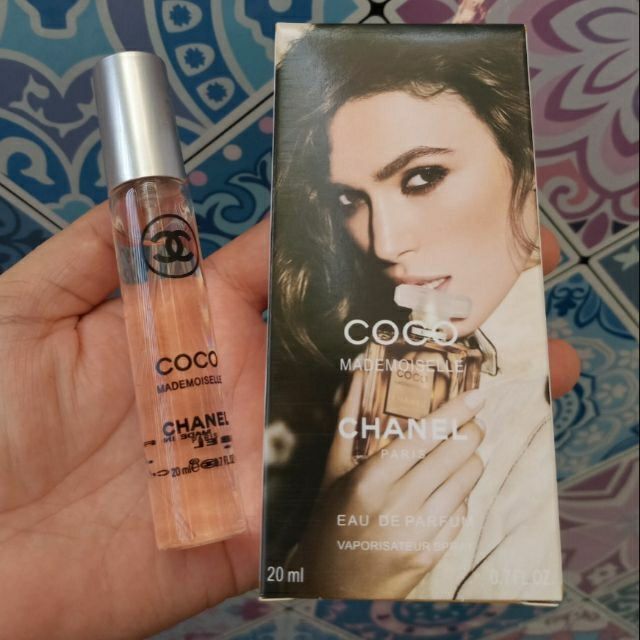 COCO
MADEMOISELLE
CHANEL
20 ml
COCO
MADEMOISELLE
COCO
CHANEL
PARIS
EAU DE PARFUM
VAPORISATEUR SPRAY
20 ml
0.7 FL.OZ.